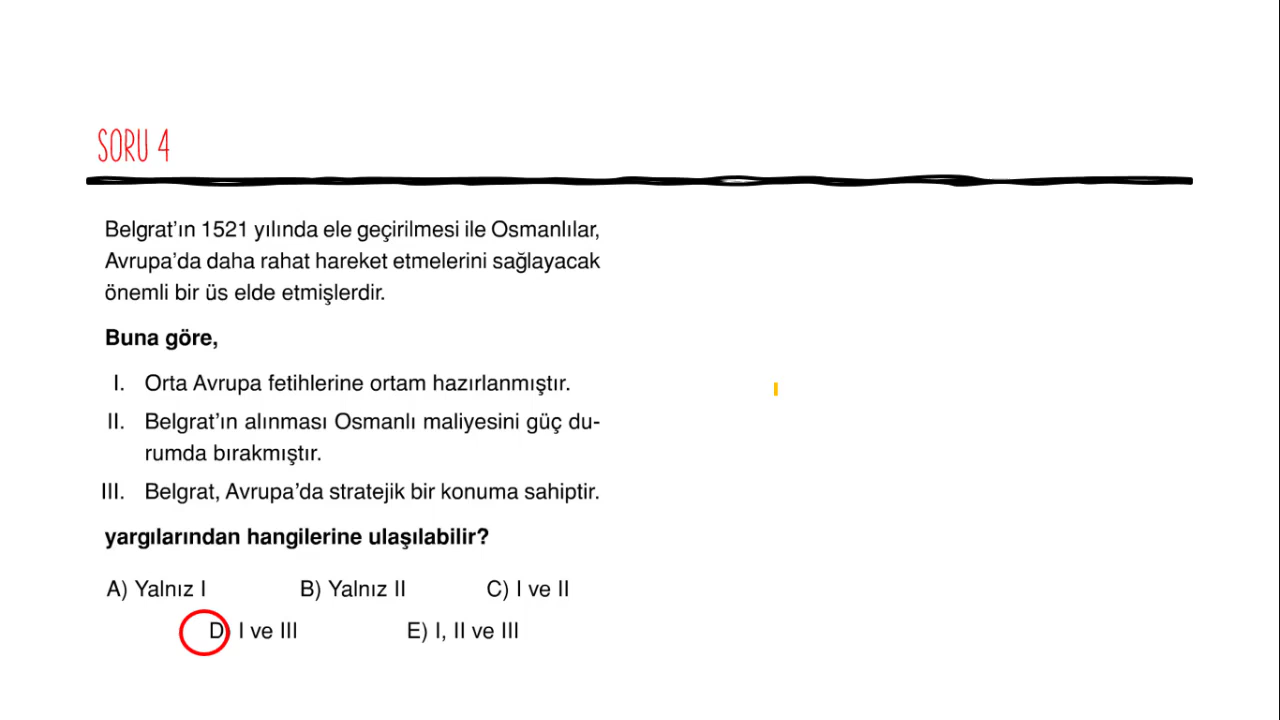 SORU 4
Belgrat’ın 1521 yılında ele geçirilmesi ile Osmanlılar,
Avrupa’da daha rahat hareket etmelerini sağlayacak
önemli bir üs elde etmişlerdir.
Buna göre,
I. Orta Avrupa fetihlerine ortam hazırlanmıştır.
II. Belgrat’ın alınması Osmanlı maliyesini güç du-
rumda bırakmıştır.
III. Belgrat, Avrupa’da stratejik bir konuma sahiptir.
yargılarından hangilerine ulaşılabilir?
A) Yalnız I B) Yalnız II C) I ve II
D) I ve III E) I, II ve III